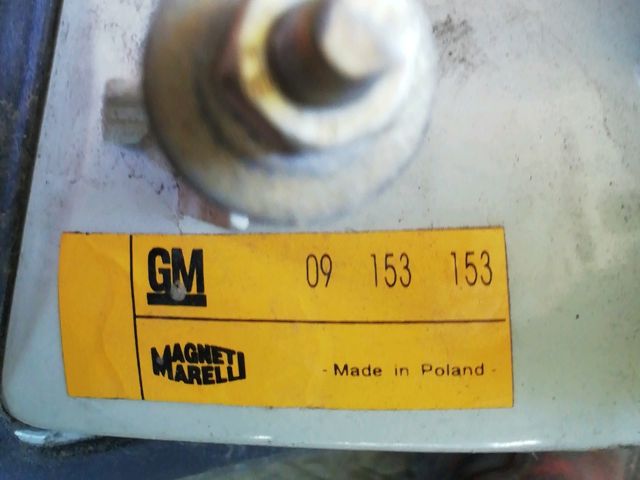 GM 09 153 153
MAGNETI MARELLI - Made in Poland -